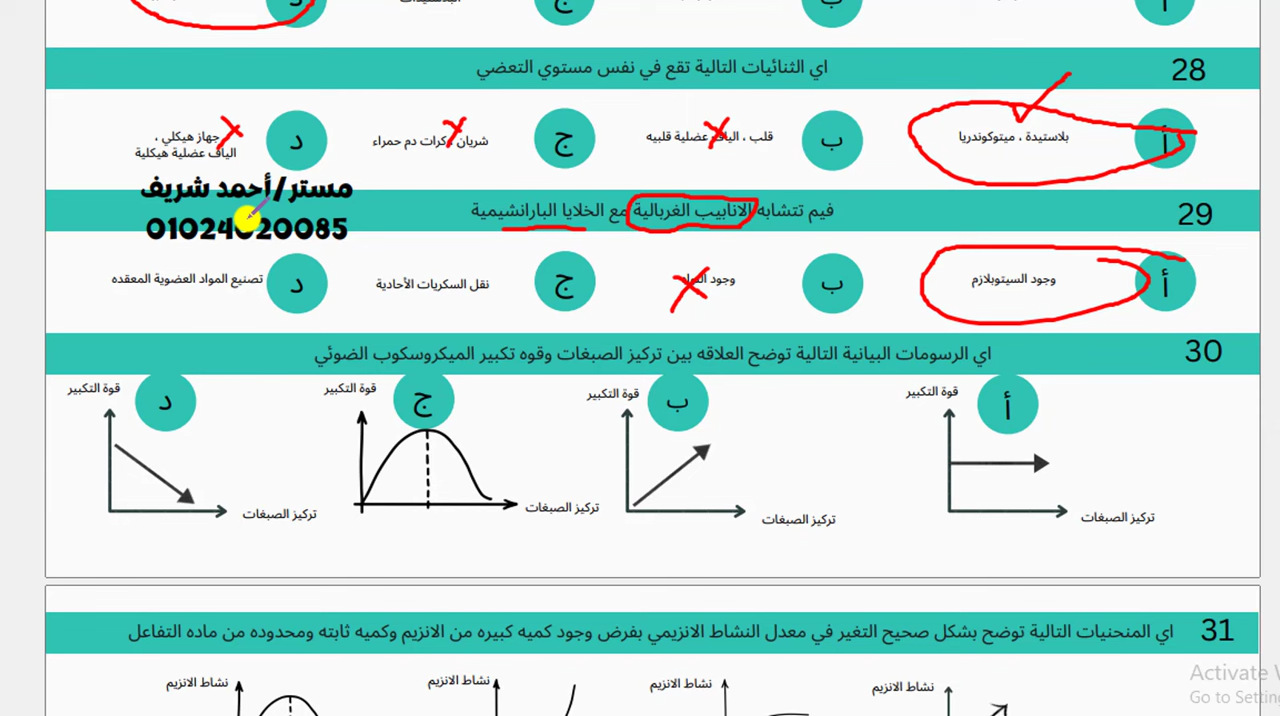 أ
ب
ج
د
28 اي الثنائيات التالية تقع في نفس مستوي التعضي
أ بلاستيدة ، ميتوكوندريا
ب قلب ، الياف عضلية قلبيه
ج شريان ، كرات دم حمراء
د جهاز هيكلي ،
الياف عضلية هيكلية
مستر/أحمد شريف
01024020085
29 فيم تتشابه الانابيب الغربالية مع الخلايا البارانشيمية
أ وجود السيتوبلازم
ب وجود
ج نقل السكريات الأحادية
د تصنيع المواد العضوية المعقده
30 اي الرسومات البيانية التالية توضح العلاقه بين تركيز الصبغات وقوه تكبير الميكروسكوب الضوئي
أ
قوة التكبير
تركيز الصبغات
ب
قوة التكبير
تركيز الصبغات
ج
قوة التكبير
تركيز الصبغات
د
قوة التكبير
تركيز الصبغات
31 اي المنحنيات التالية توضح بشكل صحيح التغير في معدل النشاط الانزيمي بفرض وجود كميه كبيره من الانزيم وكميه ثابته ومحدوده من ماده التفاعل
نشاط الانزيم
نشاط الانزيم
نشاط الانزيم
نشاط الانزيم
Activate
Go to